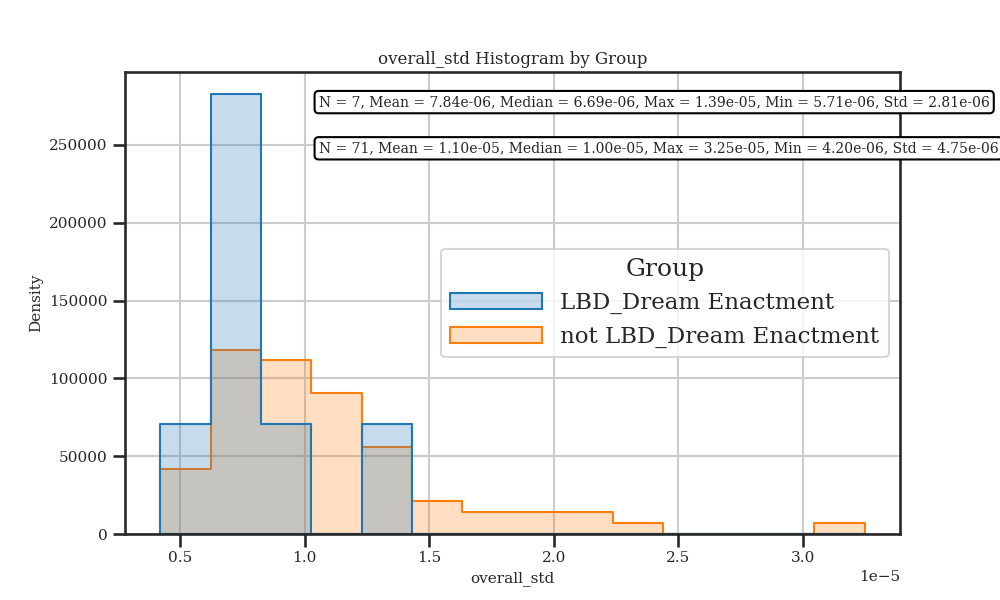 overall_std Histogram by Group
N = 7, Mean = 7.84e-06, Median = 6.69e-06, Max = 1.39e-05, Min = 5.71e-06, Std = 2.81e-06
N = 71, Mean = 1.10e-05, Median = 1.00e-05, Max = 3.25e-05, Min = 4.20e-06, Std = 4.75e-06
250000
200000
150000
100000
50000
0
Density
Group
LBD_Dream Enactment
not LBD_Dream Enactment
0.5 1.0 1.5 2.0 2.5 3.0
overall_std
1e−5